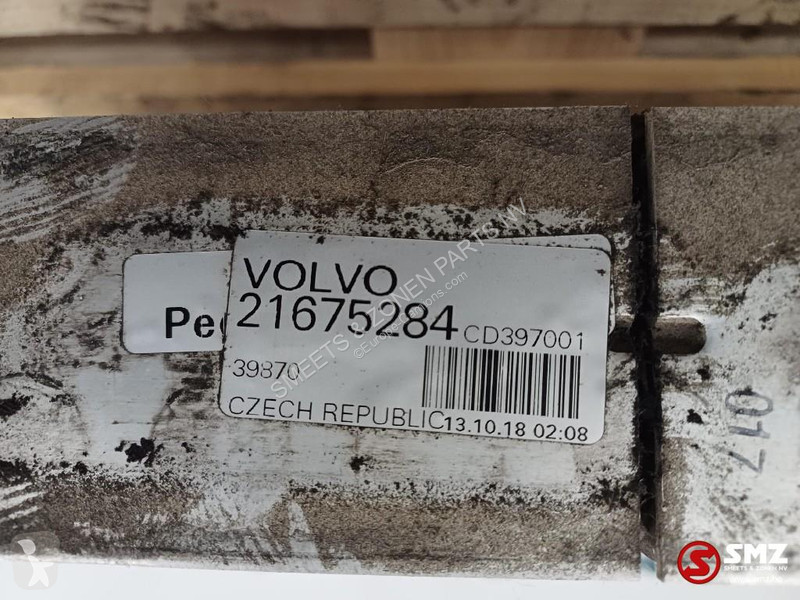 VOLVO
Pe
21675284 CD397001
39870
CZECH REPUBLIC 13.10.18 02:08
017
SMEETS & ZONEN PARTS NV
SMZ
SMEETS & ZONEN NV